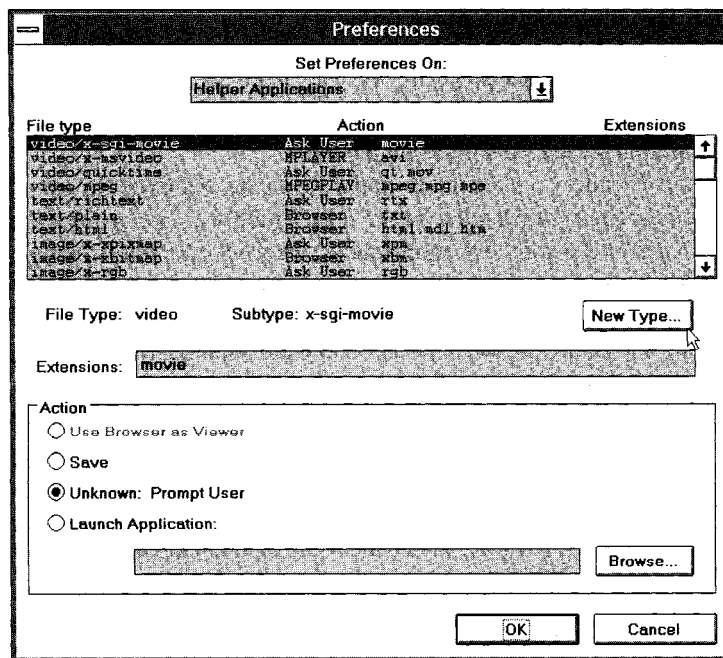 Preferences
Set Preferences On:
Helper Applications
File type Action Extensions
video/x-sgi-movie Ask User movie
video/x-msvideo MPLAYER avi
video/quicktime Ask User qt,mov
video/mpeg MPEGPLAY mpeg,mpg,mpe
text/richtext Ask User rtx
text/plain Browser txt
text/html Browser html,mdl,htm
image/x-xpixmap Ask User xpm
image/x-xbitmap Browser xbm
image/x-rgb Ask User rgb
File Type: video Subtype: x-sgi-movie New Type...
Extensions: movie
Action
Use Browser as Viewer
Save
Unknown: Prompt User
Launch Application:
Browse...
OK Cancel